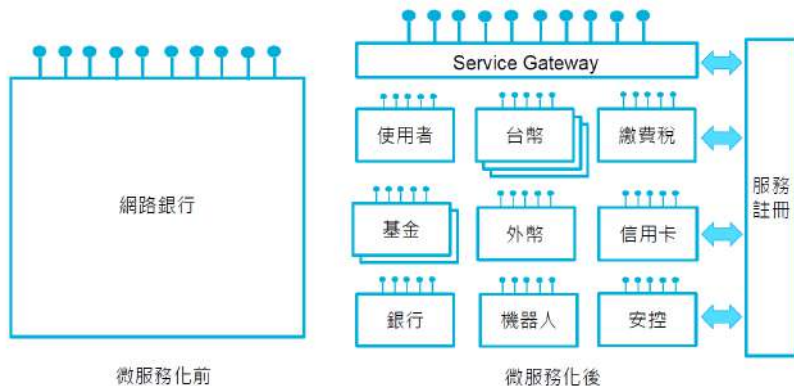 網路銀行
微服務化前
Service Gateway
使用者
台幣
繳費稅
基金
外幣
信用卡
銀行
機器人
安控
服務
註冊
微服務化後